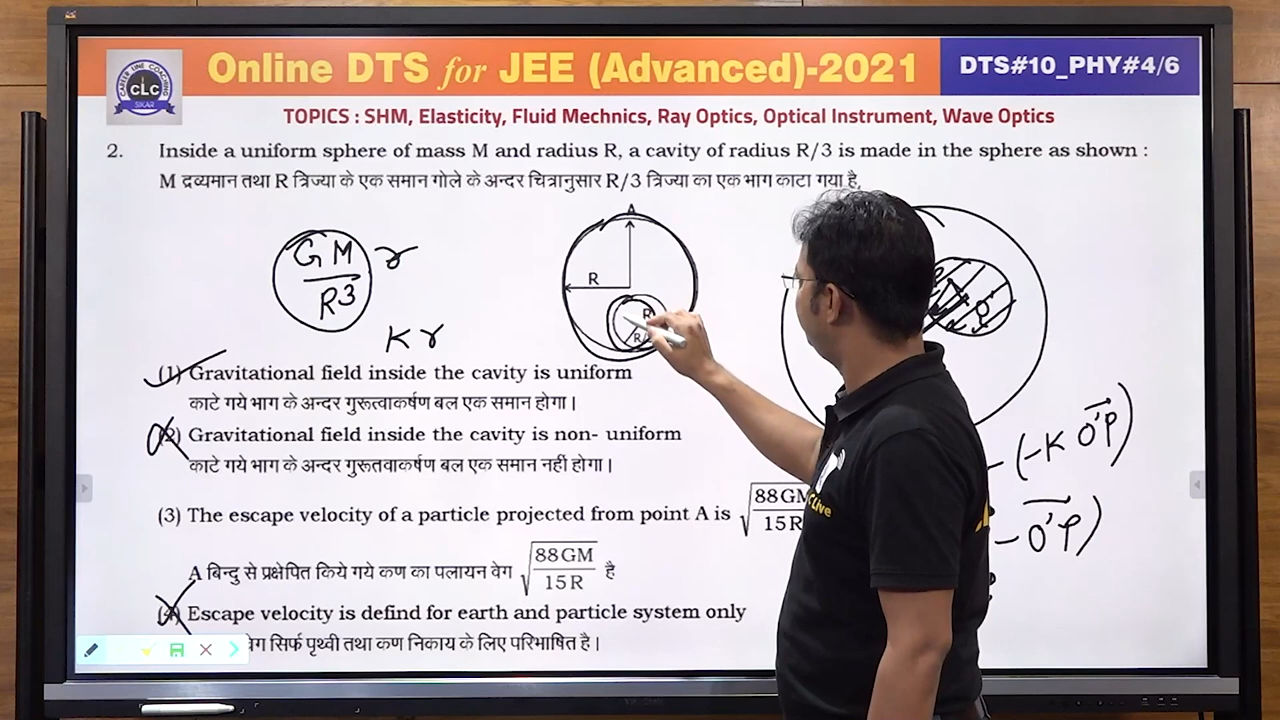 Online DTS for JEE (Advanced)-2021
DTS#10_PHY#4/6
CAREER LINE COACHING
CLC
SIKAR
TOPICS : SHM, Elasticity, Fluid Mechnics, Ray Optics, Optical Instrument, Wave Optics
2. Inside a uniform sphere of mass M and radius R, a cavity of radius R/3 is made in the sphere as shown :
M द्रव्यमान तथा R त्रिज्या के एक समान गोले के अन्दर चित्रानुसार R/3 त्रिज्या का एक भाग काटा गया है,
GM
R3
r
Kr
A
R
R
R/
O'
(1) Gravitational field inside the cavity is uniform
काटे गये भाग के अन्दर गुरूत्वाकर्षण बल एक समान होगा।
(2) Gravitational field inside the cavity is non- uniform
काटे गये भाग के अन्दर गुरूतवाकर्षण बल एक समान नहीं होगा।
-(-K O'P)
- O'P)
(3) The escape velocity of a particle projected from point A is √88GM
15R
Live
A बिन्दु से प्रक्षेपित किये गये कण का पलायन वेग √88GM/15R है
(4) Escape velocity is defind for earth and particle system only
वेग सिर्फ पृथ्वी तथा कण निकाय के लिए परिभाषित है।